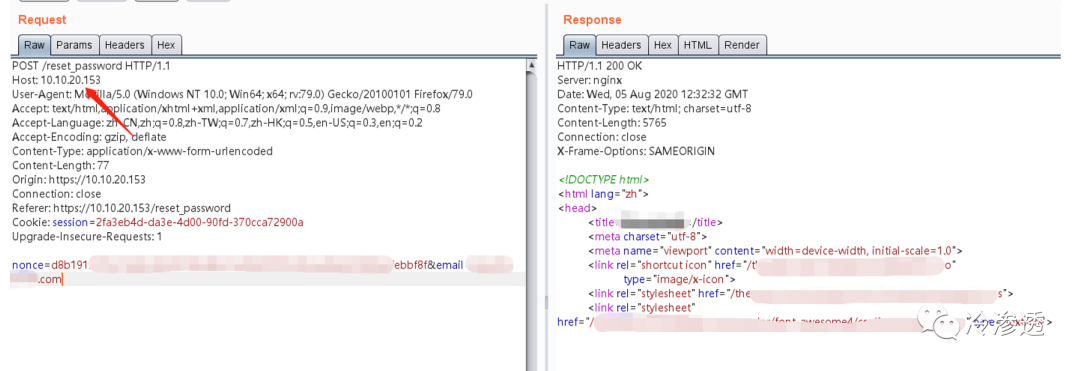 Request
Raw Params Headers Hex
POST /reset_password HTTP/1.1
Host: 10.10.20.153
User-Agent: Mozilla/5.0 (Windows NT 10.0; Win64; x64; rv:79.0) Gecko/20100101 Firefox/79.0
Accept: text/html,application/xhtml+xml,application/xml;q=0.9,image/webp,*/*;q=0.8
Accept-Language: zh-CN,zh;q=0.8,zh-TW;q=0.7,zh-HK;q=0.5,en-US;q=0.3,en;q=0.2
Accept-Encoding: gzip, deflate
Content-Type: application/x-www-form-urlencoded
Content-Length: 77
Origin: https://10.10.20.153
Connection: close
Referer: https://10.10.20.153/reset_password
Cookie: session=2fa3eb4d-da3e-4d00-90fd-370cca72900a
Upgrade-Insecure-Requests: 1
nonce=d8b191 ebbf8f&email
.com
Response
Raw Headers Hex HTML Render
HTTP/1.1 200 OK
Server: nginx
Date: Wed, 05 Aug 2020 12:32:32 GMT
Content-Type: text/html; charset=utf-8
Content-Length: 5765
Connection: close
X-Frame-Options: SAMEORIGIN
<!DOCTYPE html>
<html lang="zh">
<head>
<title /title>
<meta charset="utf-8">
<meta name="viewport" content="width=device-width, initial-scale=1.0">
<link rel="shortcut icon" href="/t o"
type="image/x-icon">
<link rel="stylesheet" href="/the s">
<link rel="stylesheet"
href="/
冷渗透